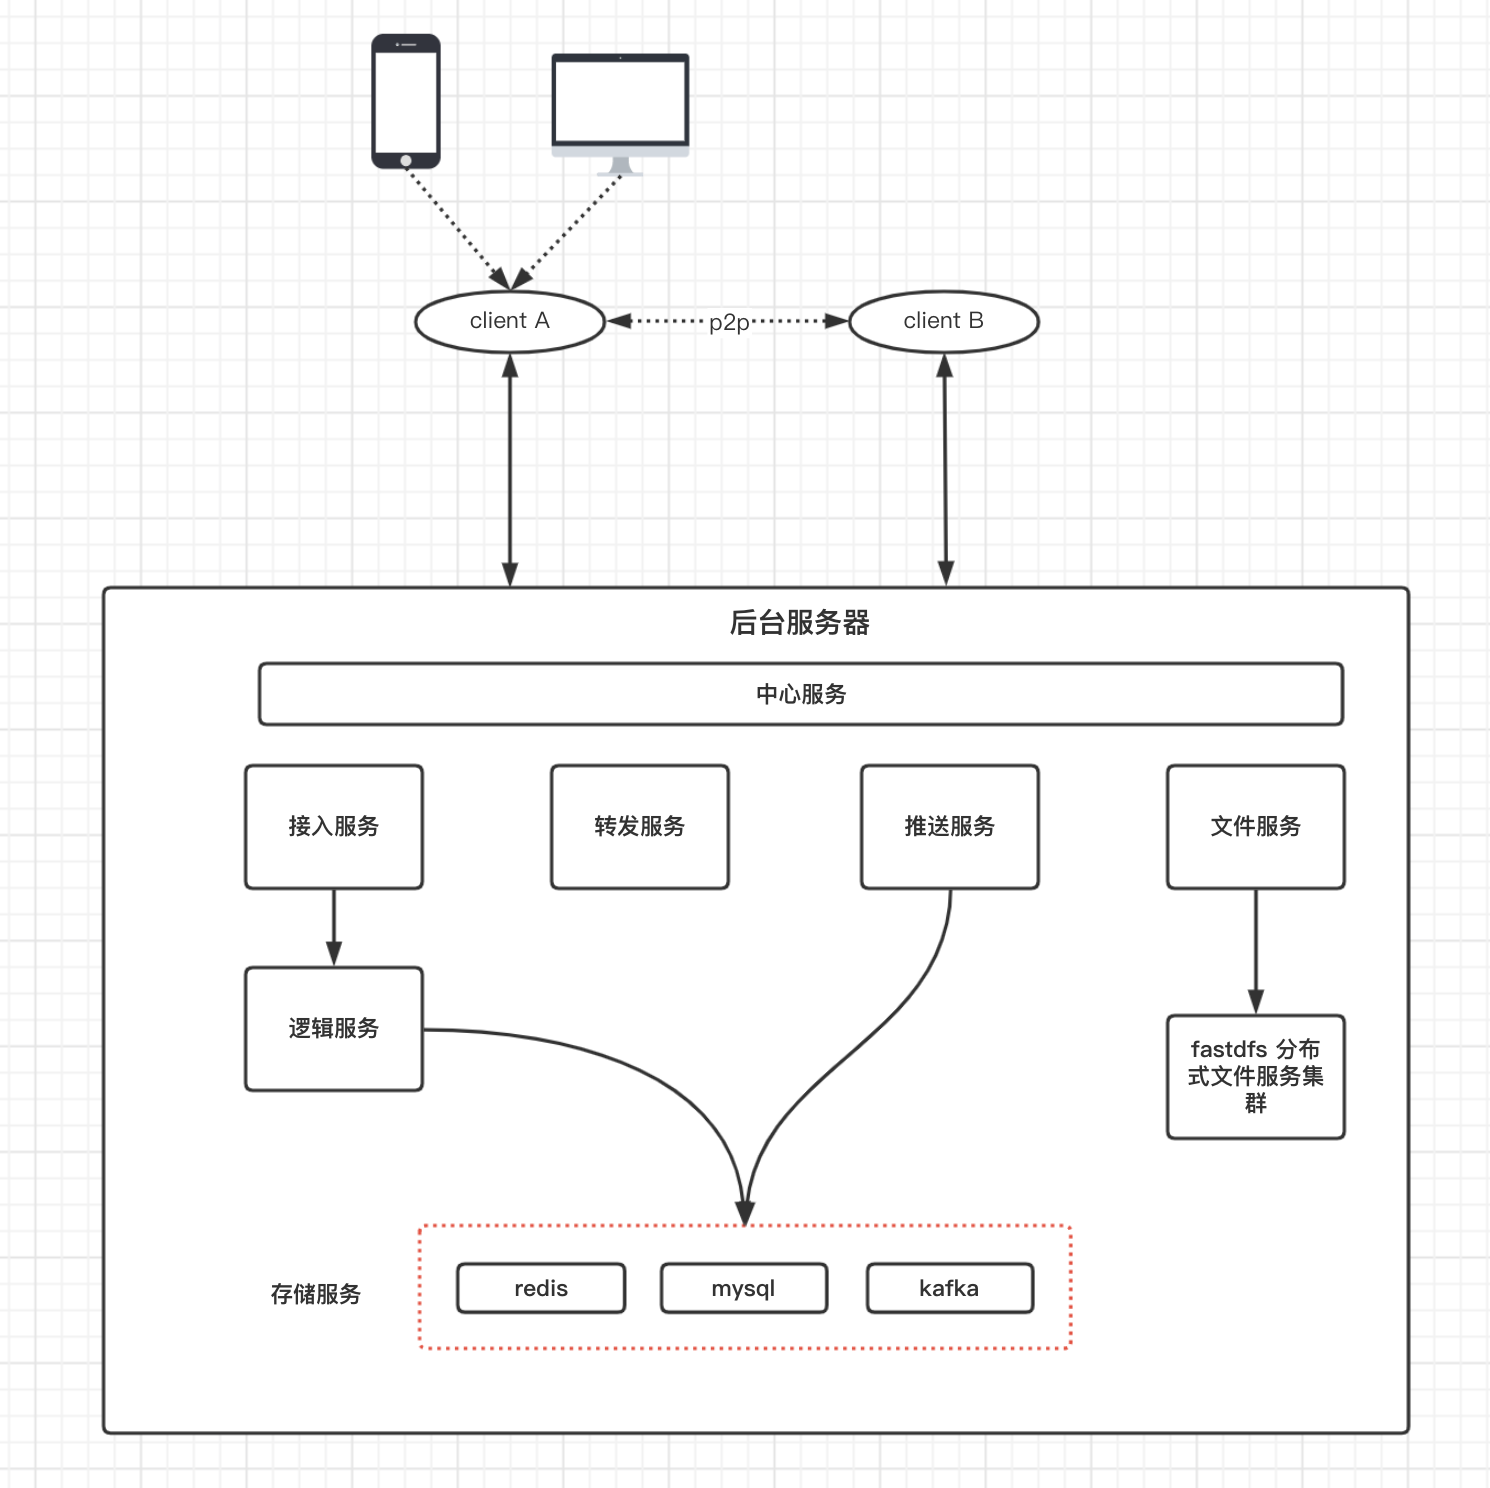 client A
p2p
client B
后台服务器
中心服务
接入服务
转发服务
推送服务
文件服务
逻辑服务
fastdfs 分布
式文件服务集
群
存储服务
redis
mysql
kafka